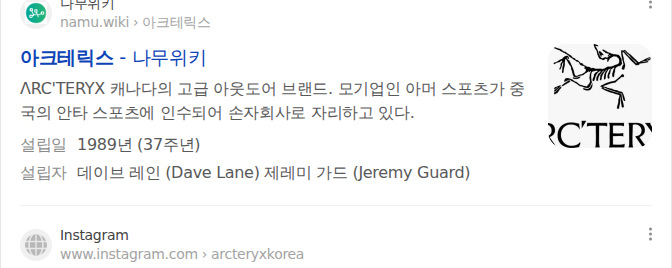 나무위키
namu.wiki › 아크테릭스
아크테릭스 - 나무위키
ΛRC'TERYX 캐나다의 고급 아웃도어 브랜드. 모기업인 아머 스포츠가 중
국의 안타 스포츠에 인수되어 손자회사로 자리하고 있다.
RC'TERY
설립일 1989년 (37주년)
설립자 데이브 레인 (Dave Lane) 제레미 가드 (Jeremy Guard)
Instagram
www.instagram.com › arcteryxkorea